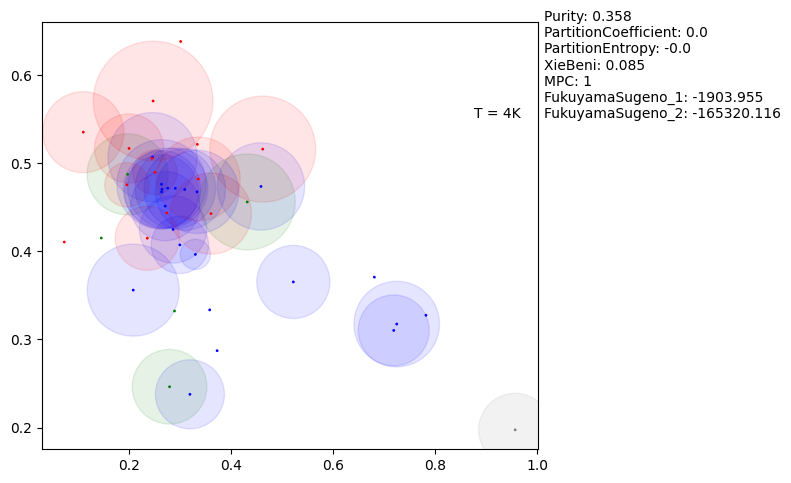 Purity: 0.358
PartitionCoefficient: 0.0
PartitionEntropy: -0.0
XieBeni: 0.085
MPC: 1
FukuyamaSugeno_1: -1903.955
FukuyamaSugeno_2: -165320.116
T = 4K
0.6
0.5
0.4
0.3
0.2
0.2
0.4
0.6
0.8
1.0